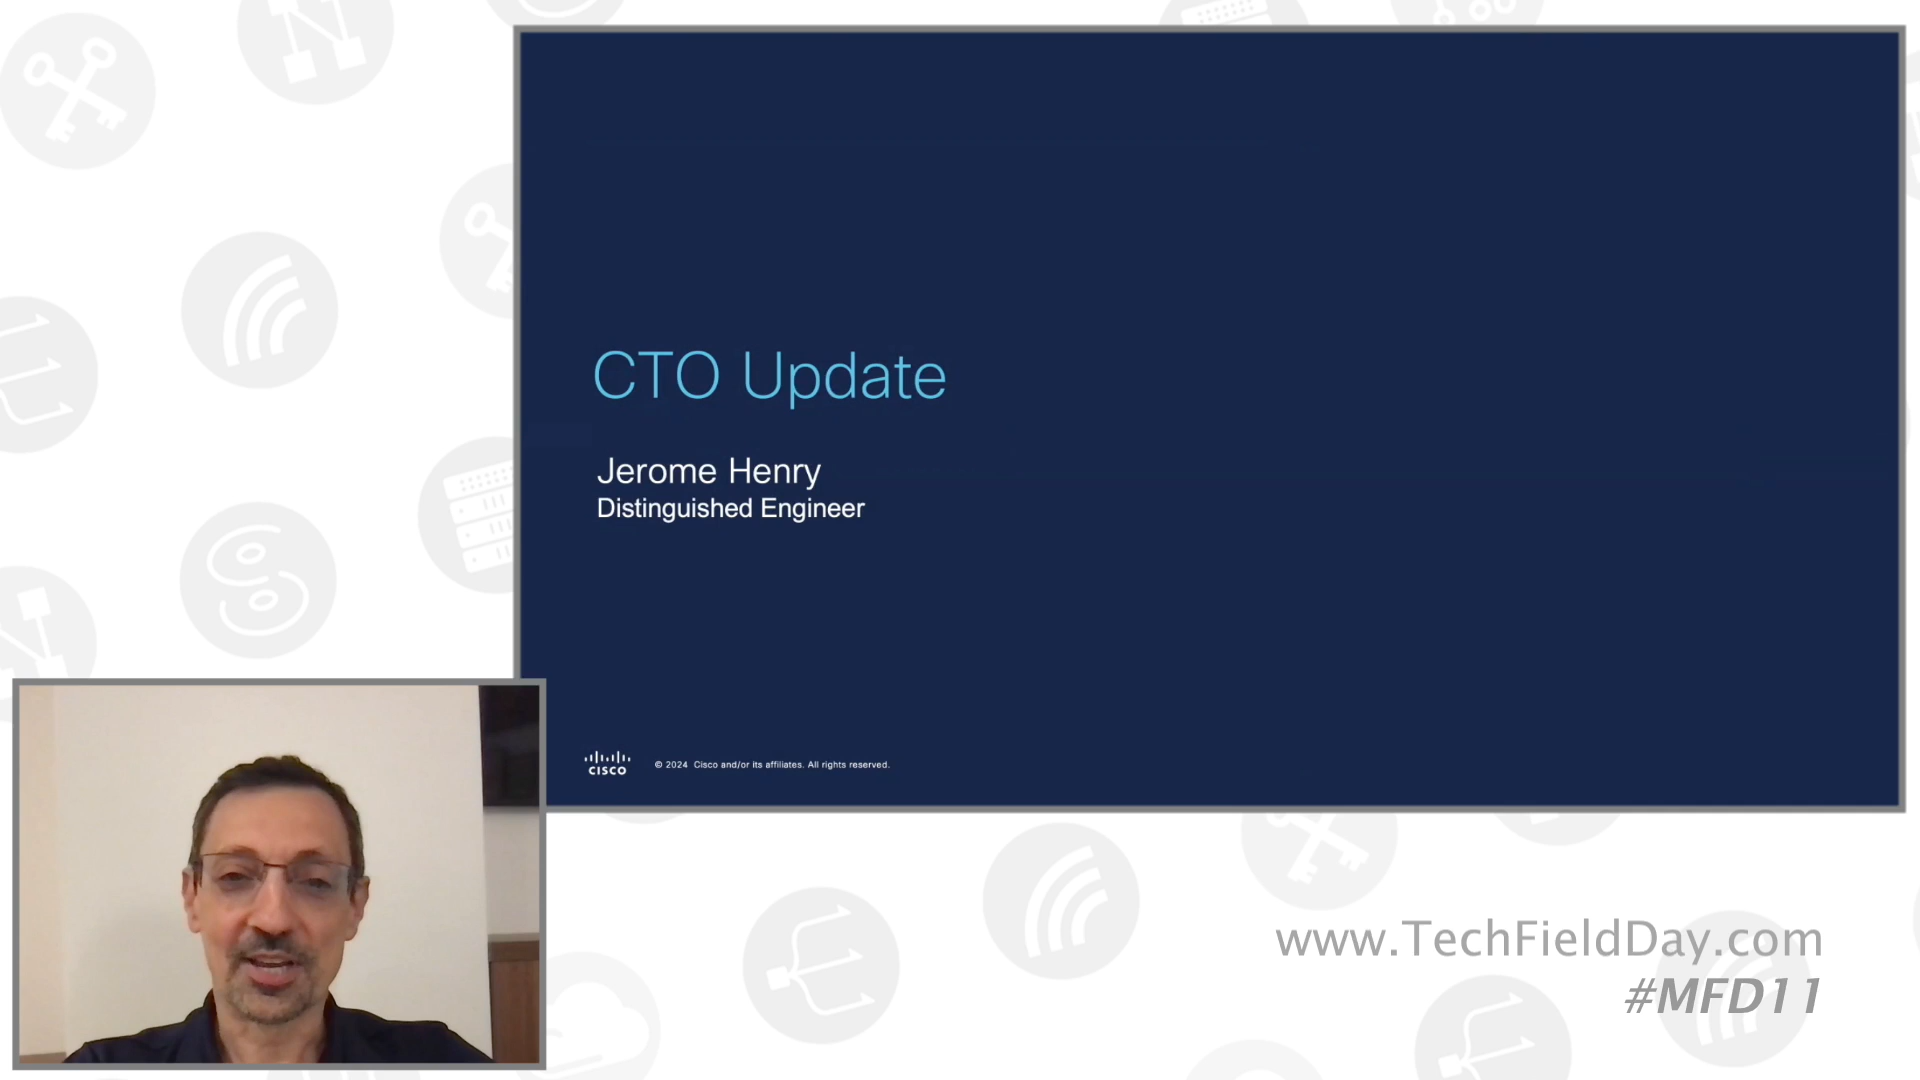 CTO Update
Jerome Henry
Distinguished Engineer
CISCO
© 2024 Cisco and/or its affiliates. All rights reserved.
www.TechFieldDay.com
#MFD11